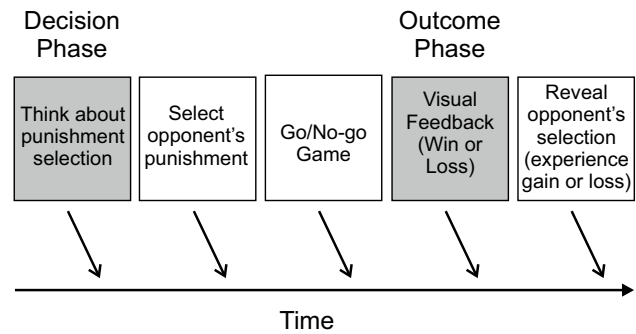 Decision
Phase
Outcome
Phase
Think about
punishment
selection
Select
opponent's
punishment
Go/No-go
Game
Visual
Feedback
(Win or
Loss)
Reveal
opponent's
selection
(experience
gain or loss)
Time